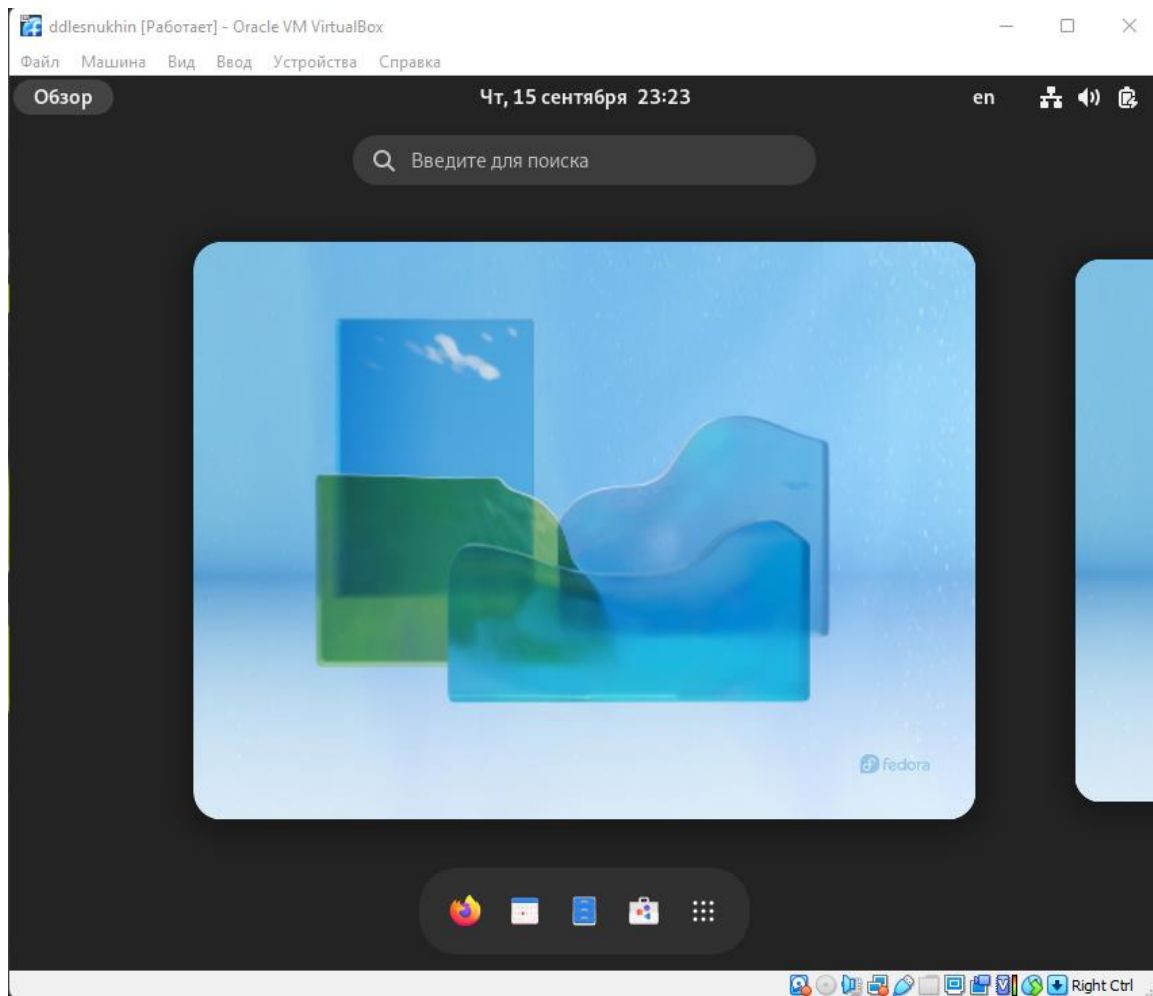 ddlesnukhin [Работает] - Oracle VM VirtualBox
Файл Машина Вид Ввод Устройства Справка
Обзор Чт, 15 сентября 23:23 en
Введите для поиска
fedora
Right Ctrl